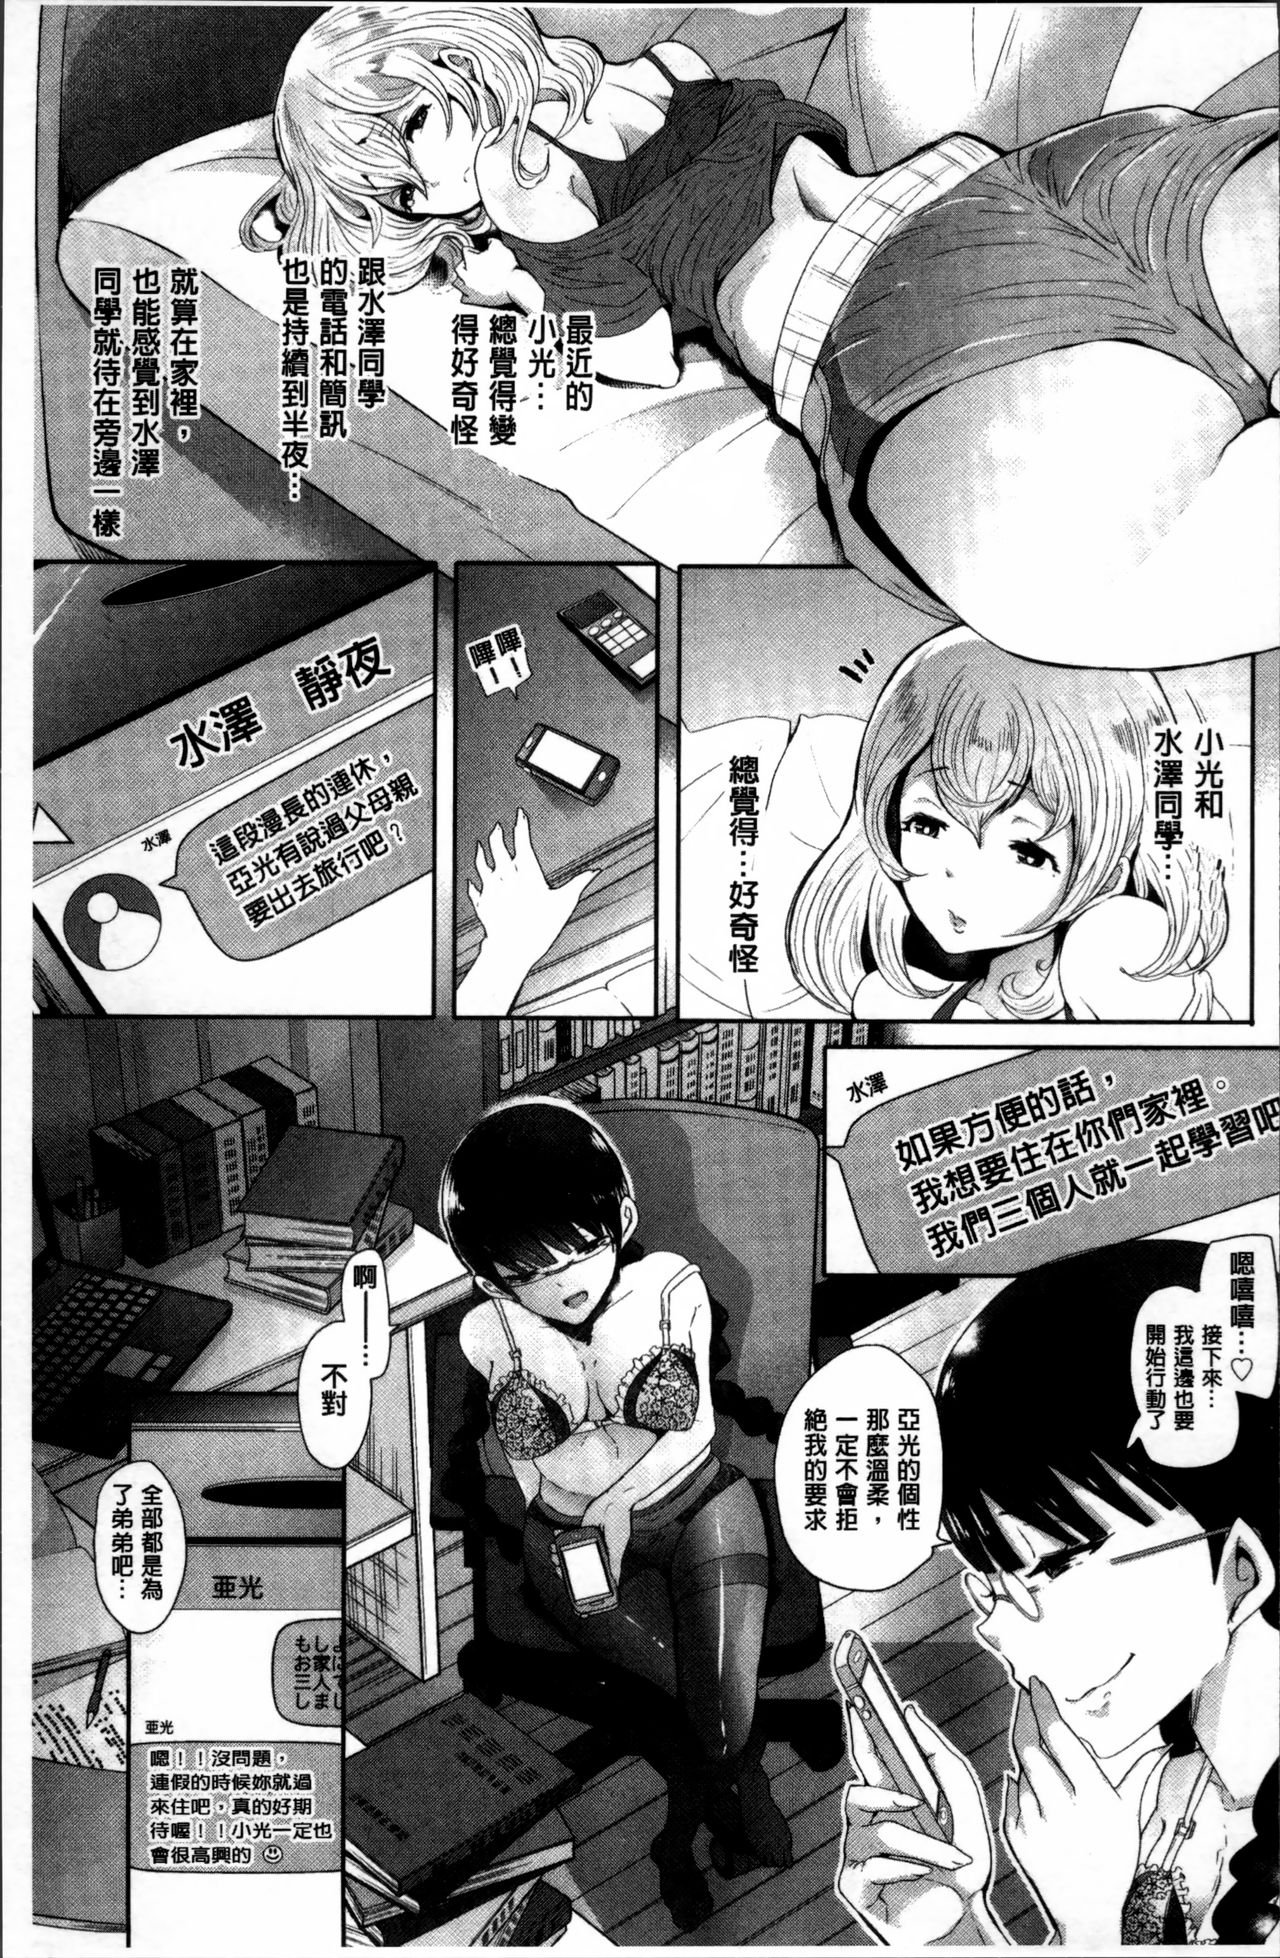 最近的
小光…
總覺得變
得好奇怪
跟水澤同學
的電話和簡訊
也是持續到半夜…
就算在家裡，
也能感覺到水澤
同學就待在旁邊一樣
小光和
水澤同學…
總覺得…好奇怪
嗶！
嗶！
水澤　靜夜
水澤
這段漫長的連休，
亞光有說過父母親
要出去旅行吧？
水澤
如果方便的話，
我想要住在你們家裡。
我們三個人就一起學習吧
嗯嘻嘻…♡
接下來…
我這邊也要
開始行動了
亞光的個性
那麼溫柔，
一定不會拒
絕我的要求
啊——…
不對
全部都是為
了弟弟吧…
亜光
亜光
嗯！！沒問題，
連假的時候妳就過
來住吧，真的好期
待喔！！小光一定也
會很高興的